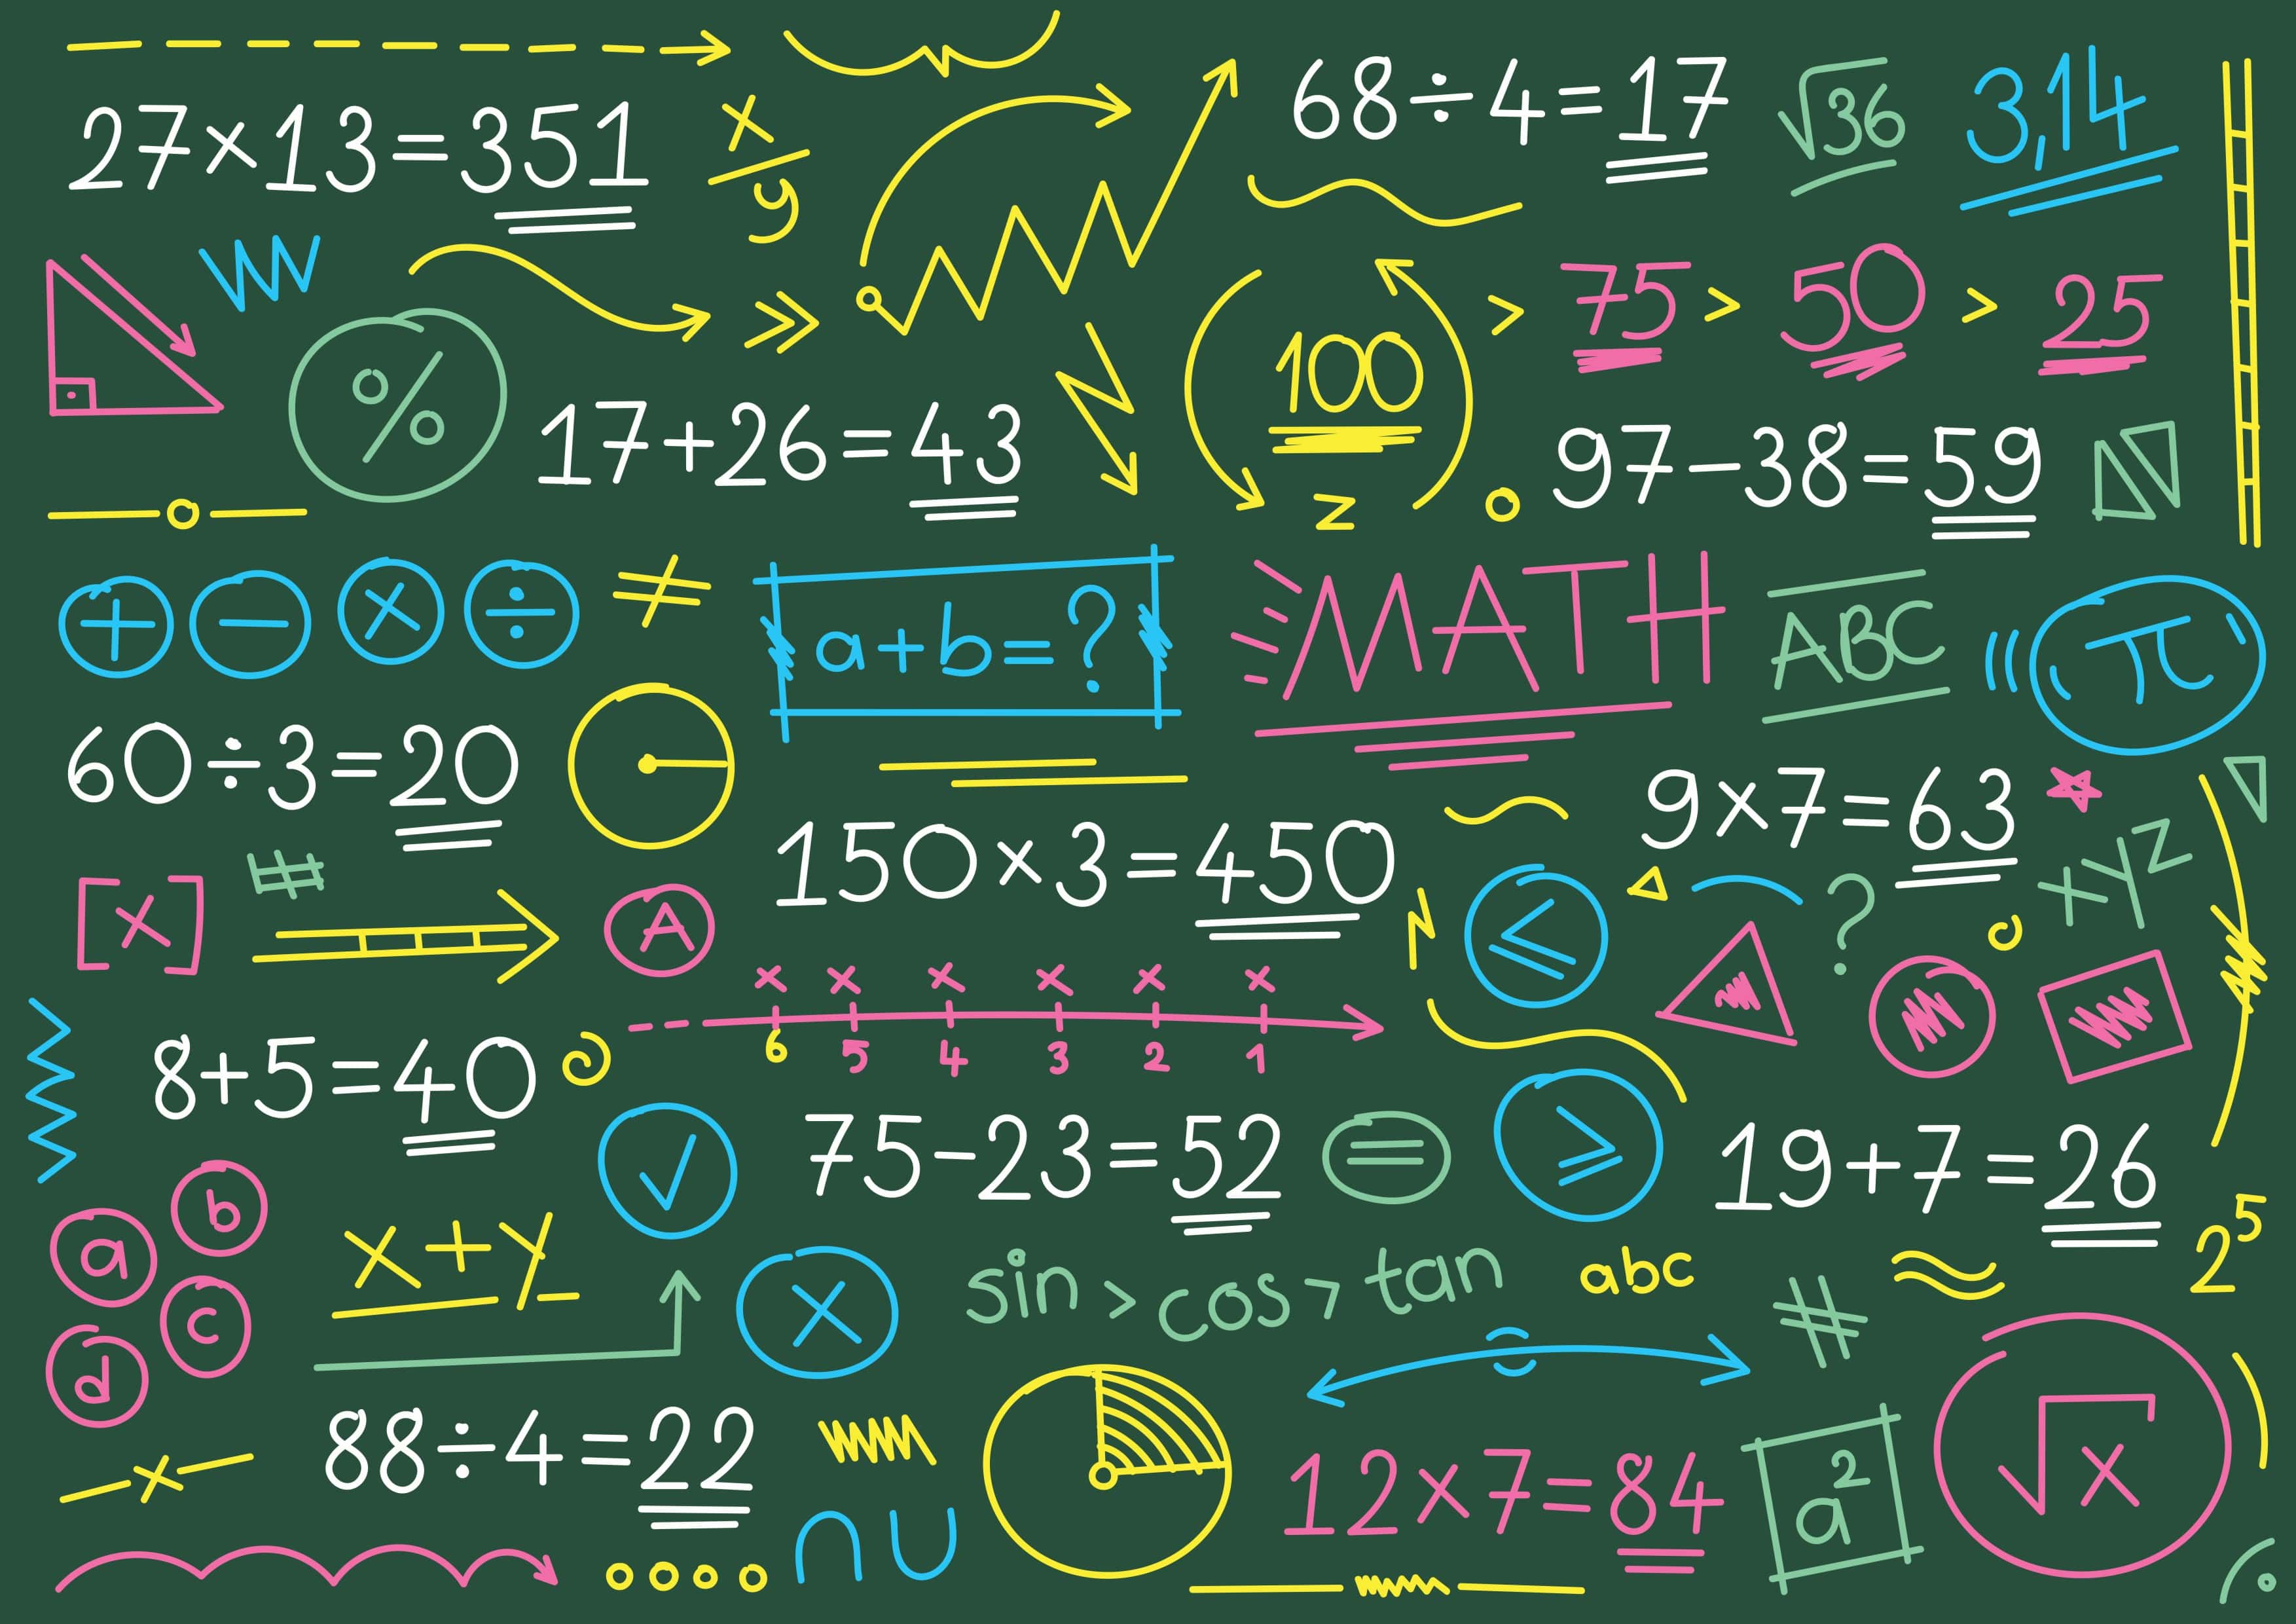 27×13=351
x/y
68÷4=17
√36
3,14
%
17+26=43
100
z
> 75 > 50 > 25
97−38=59
+ − × ÷ ≠
a+b=?
MATH
ABC
π
60÷3=20
9×7=63
150×3=450
[x]
#
A
≤
?
xyz
x x x x x x
6 5 4 3 2 1
8+5=40
75−23=52
=
≥
19+7=26
a
b
c
d
x+y
×
sin > cos > tan
abc
≈
2⁵
#
88÷4=22
∩ U
12×7=84
a²
√x